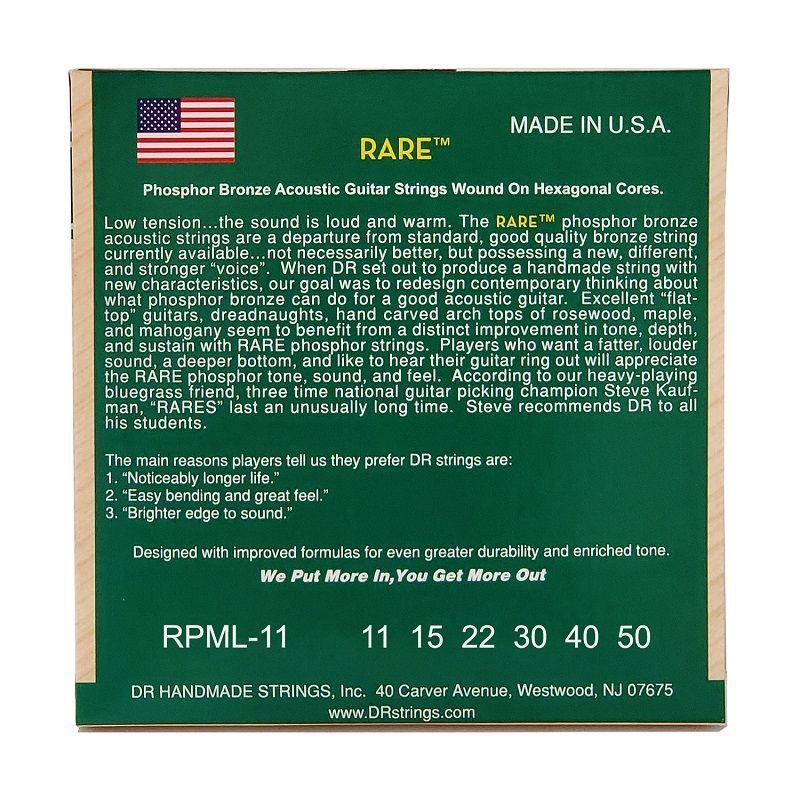 MADE IN U.S.A.
RARE™
Phosphor Bronze Acoustic Guitar Strings Wound On Hexagonal Cores.
Low tension...the sound is loud and warm. The RARE™ phosphor bronze
acoustic strings are a departure from standard, good quality bronze string
currently available...not necessarily better, but possessing a new, different,
and stronger “voice”. When DR set out to produce a handmade string with
new characteristics, our goal was to redesign contemporary thinking about
what phosphor bronze can do for a good acoustic guitar. Excellent “flat-
top” guitars, dreadnaughts, hand carved arch tops of rosewood, maple,
and mahogany seem to benefit from a distinct improvement in tone, depth,
and sustain with RARE phosphor strings. Players who want a fatter, louder
sound, a deeper bottom, and like to hear their guitar ring out will appreciate
the RARE phosphor tone, sound, and feel. According to our heavy-playing
bluegrass friend, three time national guitar picking champion Steve Kauf-
man, “RARES” last an unusually long time. Steve recommends DR to all
his students.
The main reasons players tell us they prefer DR strings are:
1. “Noticeably longer life.”
2. “Easy bending and great feel.”
3. “Brighter edge to sound.”
Designed with improved formulas for even greater durability and enriched tone.
We Put More In,You Get More Out
RPML-11 11 15 22 30 40 50
DR HANDMADE STRINGS, Inc. 40 Carver Avenue, Westwood, NJ 07675
www.DRstrings.com